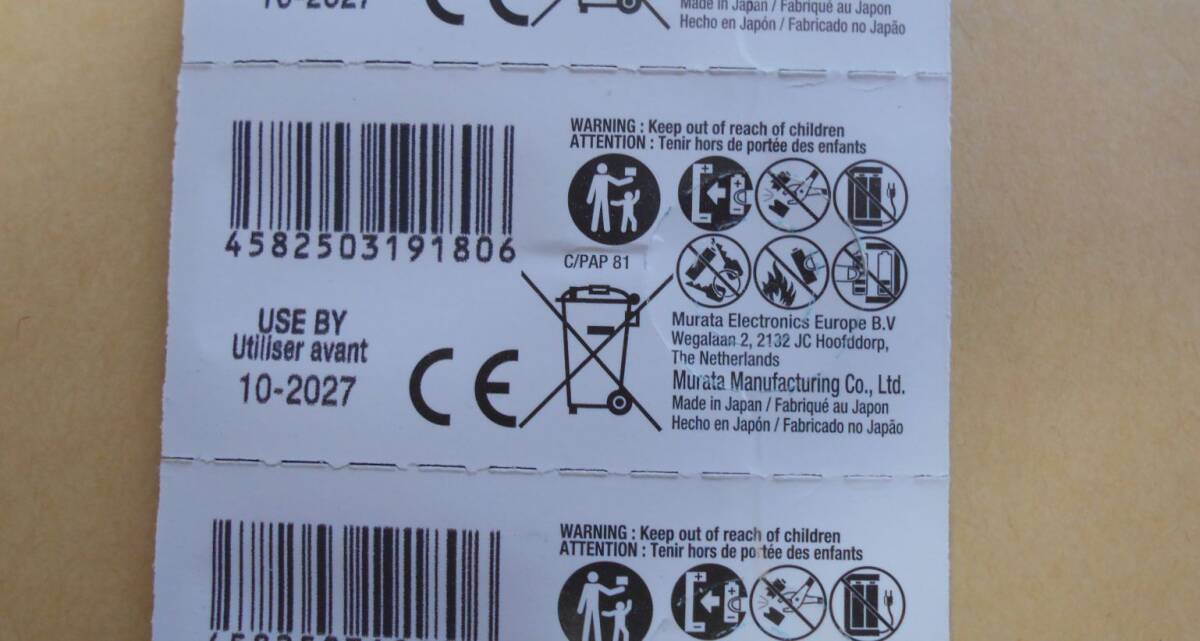 10-2027
CE
Made in Japan / Fabriqué au Japon
Hecho en Japón / Fabricado no Japão
4582503191806
USE BY
Utiliser avant
10-2027
CE
WARNING : Keep out of reach of children
ATTENTION : Tenir hors de portée des enfants
C/PAP 81
Murata Electronics Europe B.V
Wegalaan 2, 2132 JC Hoofddorp,
The Netherlands
Murata Manufacturing Co., Ltd.
Made in Japan / Fabriqué au Japon
Hecho en Japón / Fabricado no Japão
WARNING : Keep out of reach of children
ATTENTION : Tenir hors de portée des enfants